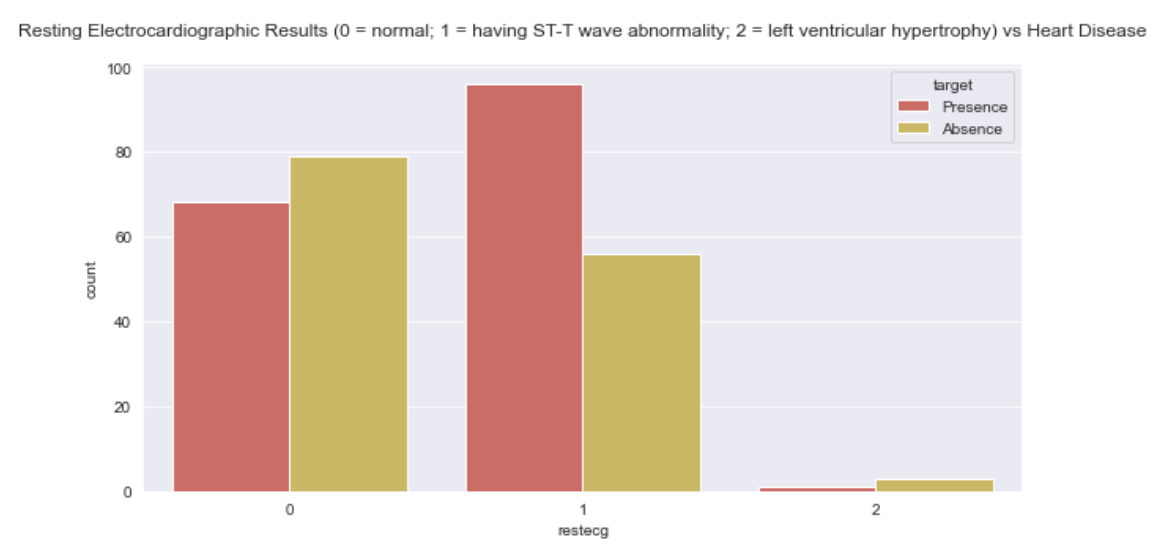 Resting Electrocardiographic Results (0 = normal; 1 = having ST-T wave abnormality; 2 = left ventricular hypertrophy) vs Heart Disease
100
80
60
40
20
0
count
target
Presence
Absence
0 1 2
restecg